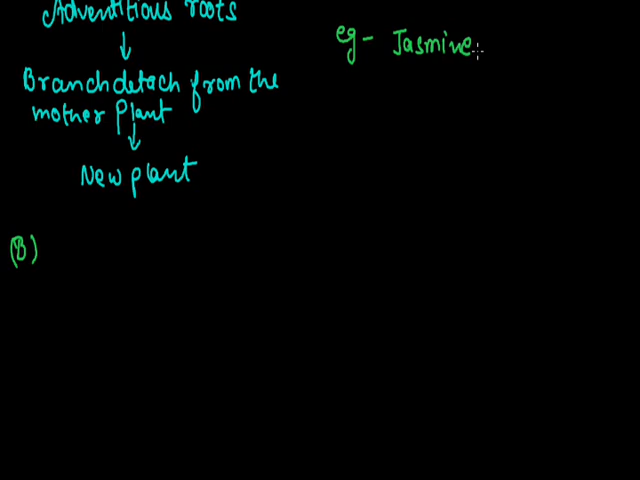 Adventitious roots
↓
Branch detach from the
mother Plant
↓
New plant
eg - Jasmine
(B)